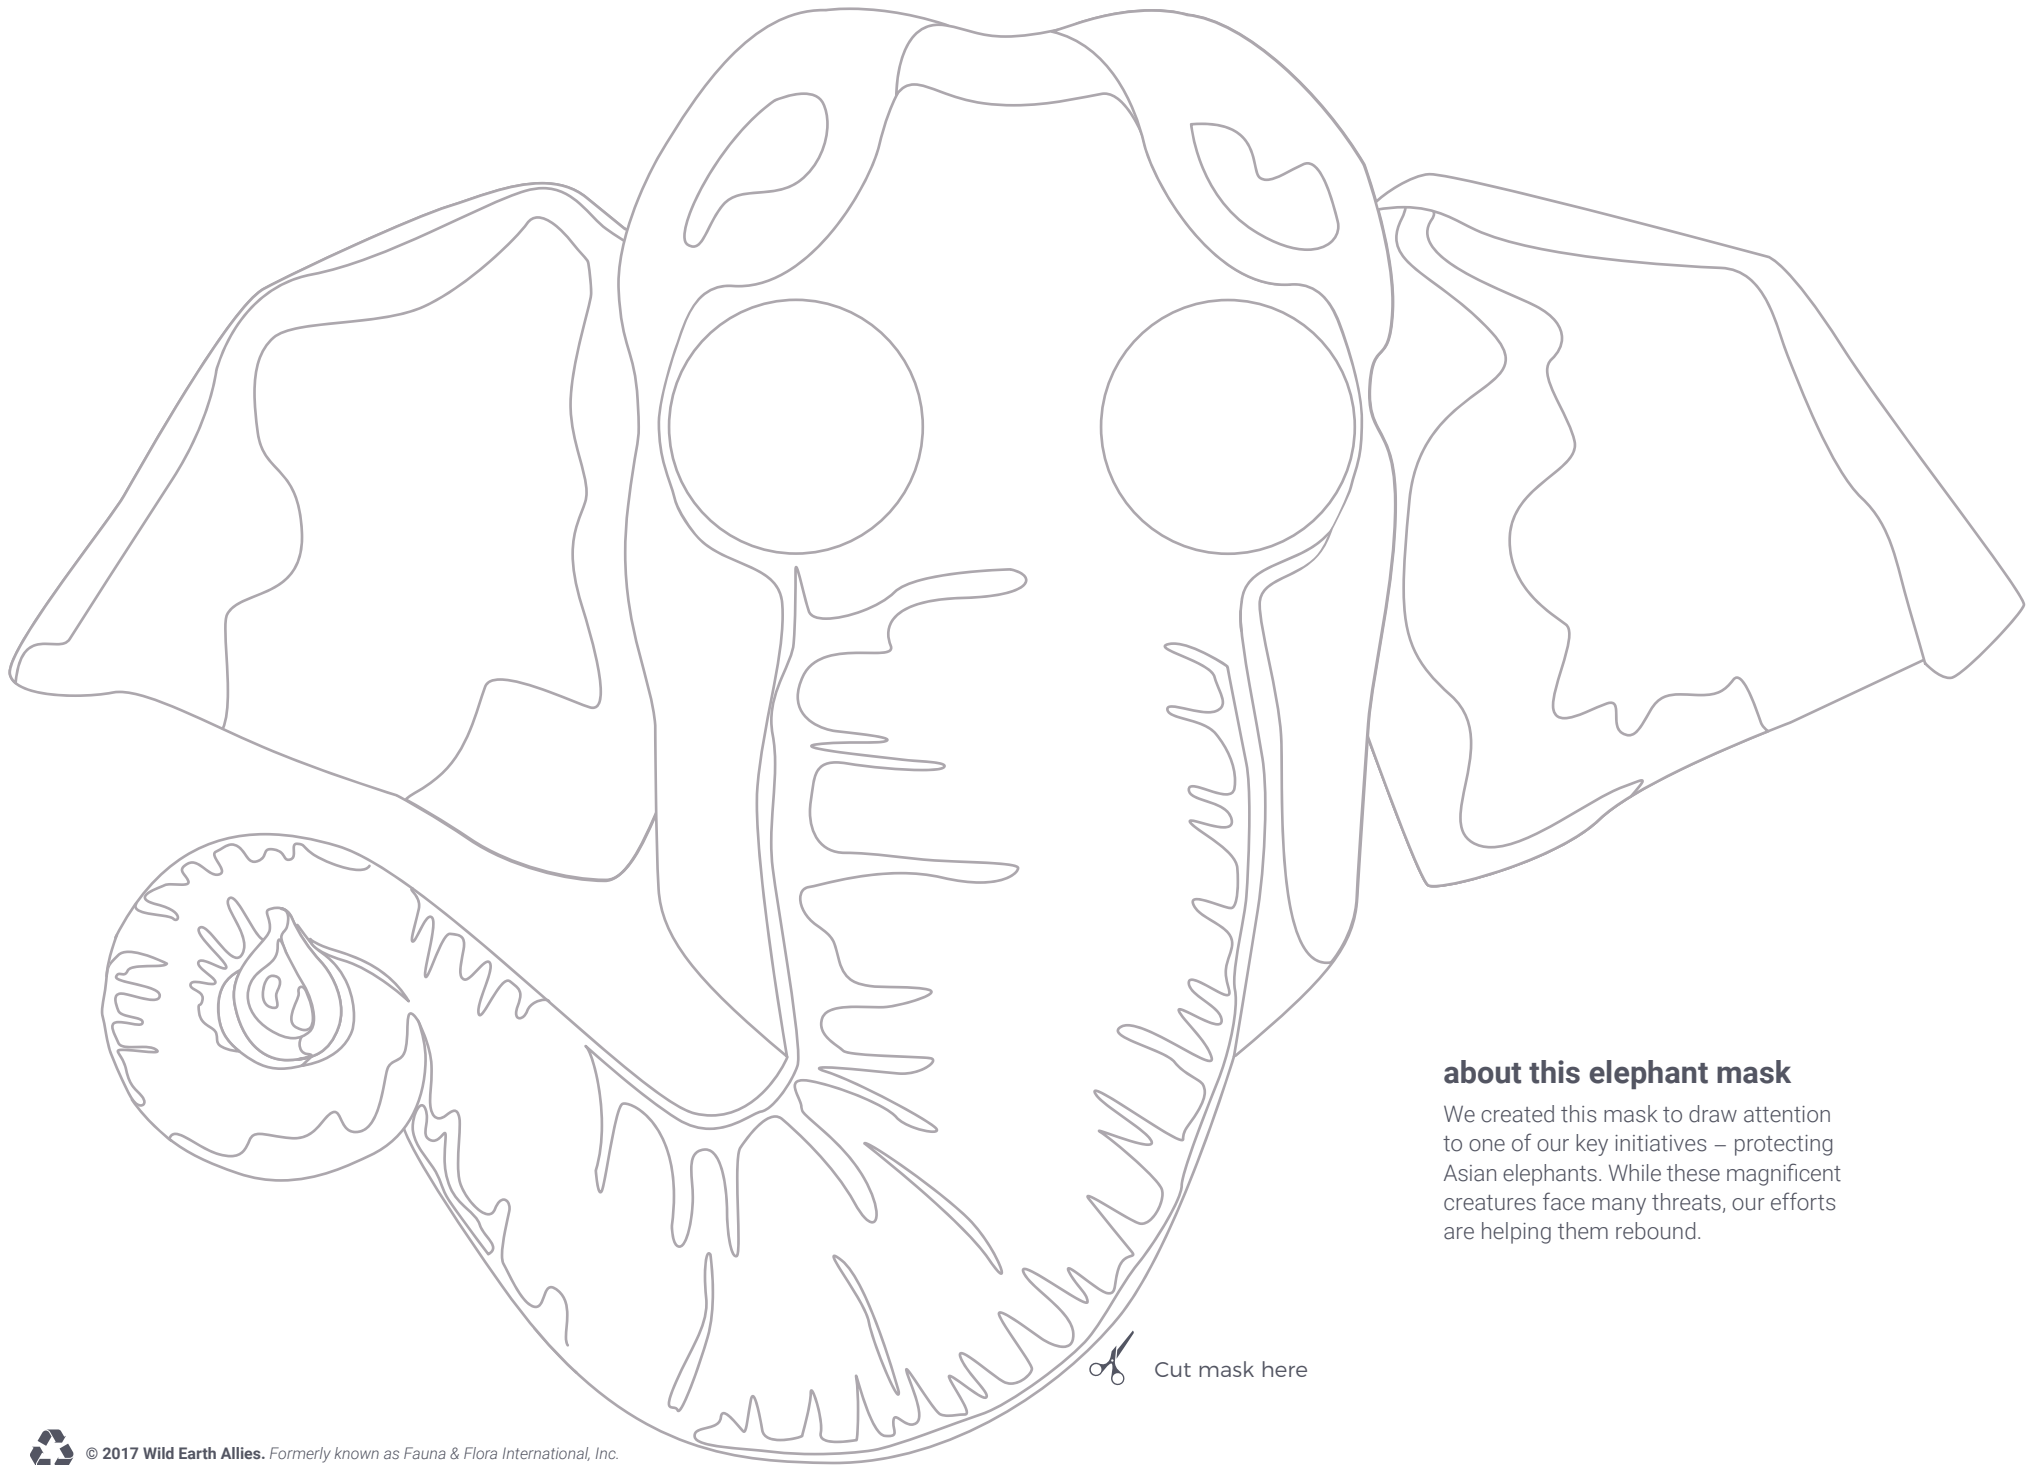 about this elephant mask
We created this mask to draw attention
to one of our key initiatives – protecting
Asian elephants. While these magnificent
creatures face many threats, our efforts
are helping them rebound.
Cut mask here
© 2017 Wild Earth Allies. Formerly known as Fauna & Flora International, Inc.